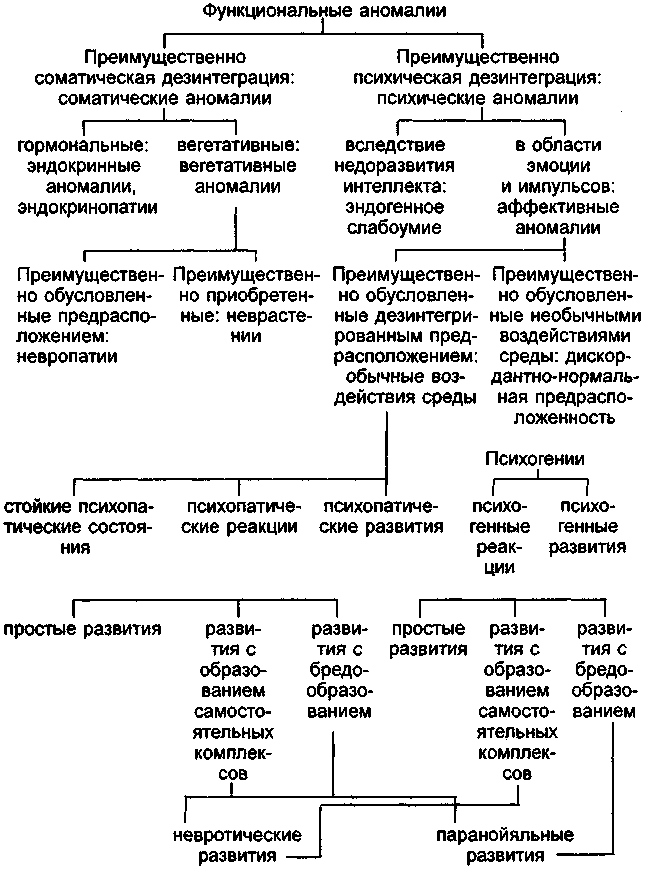 Функциональные аномалии
Преимущественно
соматическая дезинтеграция:
соматические аномалии
Преимущественно
психическая дезинтеграция:
психические аномалии
гормональные:
эндокринные
аномалии,
эндокринопатии
вегетативные:
вегетативные
аномалии
вследствие
недоразвития
интеллекта:
эндогенное
слабоумие
в области
эмоции
и импульсов:
аффективные
аномалии
Преимуществен-
но обусловлен-
ные предраспо-
ложением:
невропатии
Преимуществен-
но приобретен-
ные: неврасте-
нии
Преимуществен-
но обусловлен-
ные дезинтегри-
рованным пред-
расположением:
обычные воз-
действия среды
Преимуществен-
но обусловлен-
ные необычными
воздействиями
среды: дискор-
дантно-нормаль-
ная предраспо-
ложенность
Психогении
стойкие психопа-
тические состоя-
ния
психопатиче-
ские реакции
психопатиче-
ские развития
психо-
генные
реак-
ции
психо-
генные
развития
простые развития
разви-
тия с
образо-
ванием
самосто-
ятельных
комплек-
сов
разви-
тия с
бредо-
образо-
ванием
простые
развития
разви-
тия с
образо-
ванием
самосто-
ятельных
комплек-
сов
разви-
тия с
бредо-
образо-
ванием
невротические
развития
паранойяльные
развития